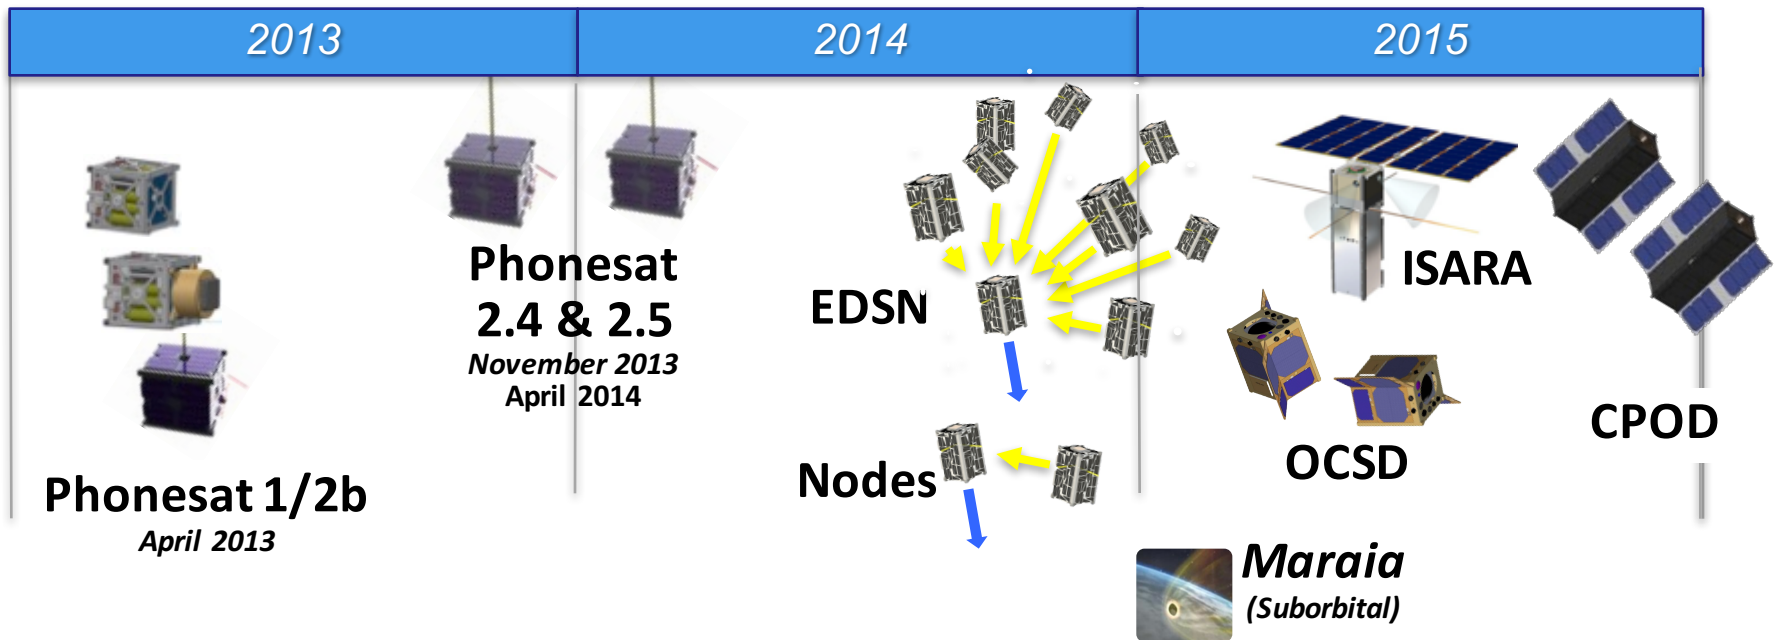 2013
2014
2015
Phonesat 1/2b
April 2013
Phonesat
2.4 & 2.5
November 2013
April 2014
EDSN
Nodes
ISARA
OCSD
CPOD
Maraia
(Suborbital)